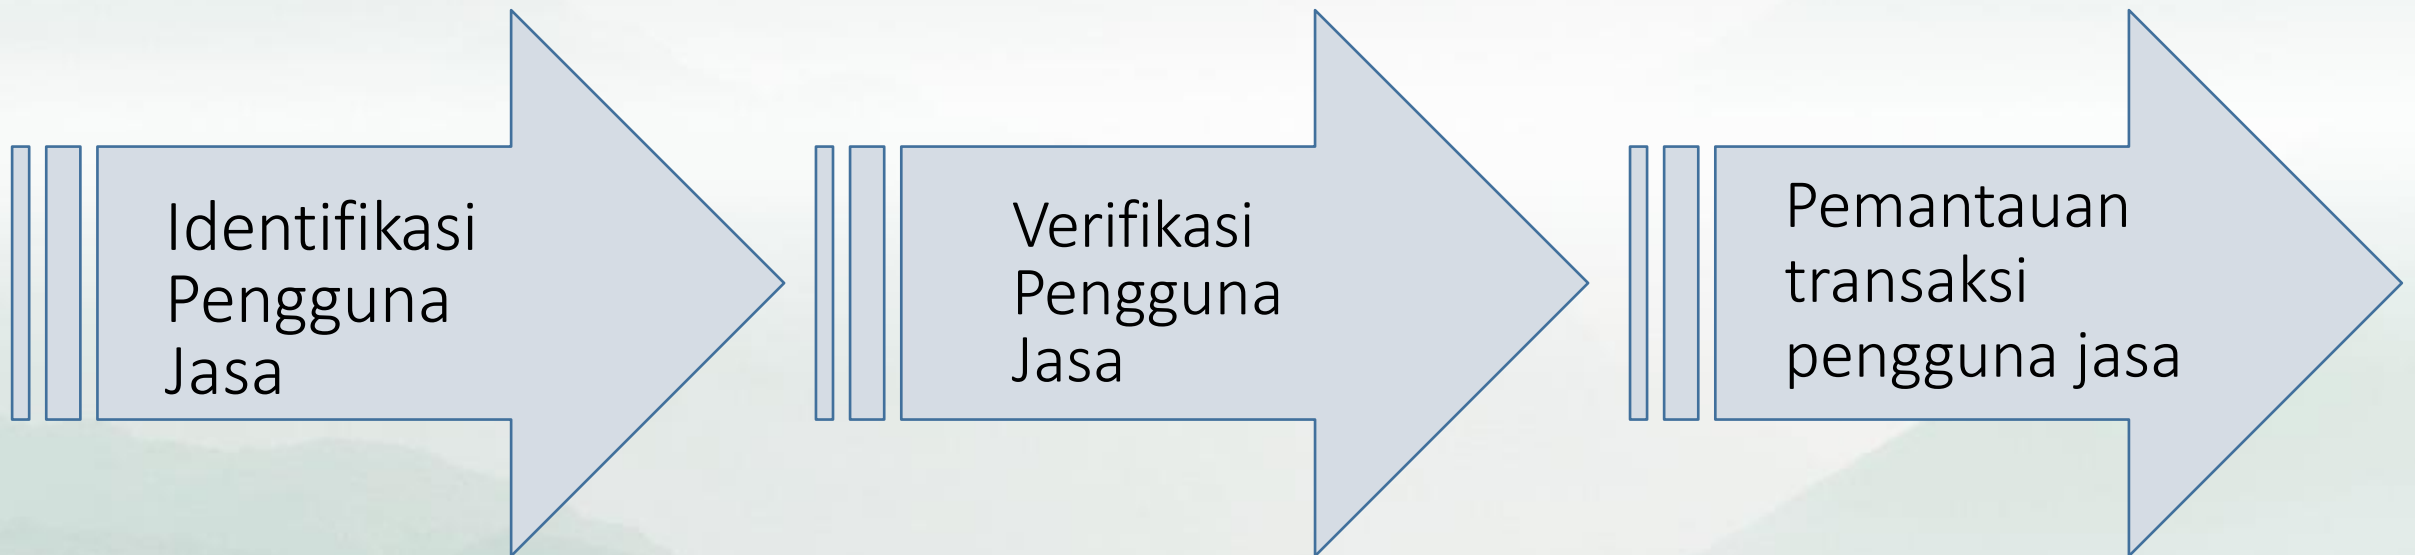 Identifikasi
Pengguna
Jasa
Verifikasi
Pengguna
Jasa
Pemantauan
transaksi
pengguna jasa